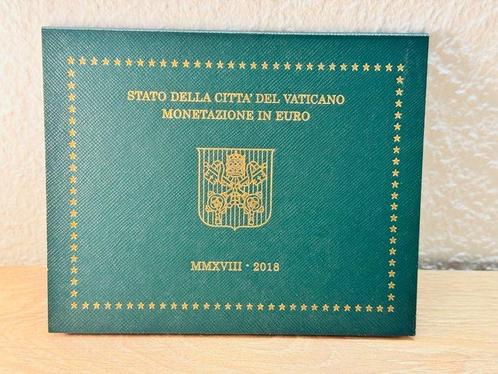 STATO DELLA CITTA' DEL VATICANO
MONETAZIONE IN EURO
MMXVIII - 2018